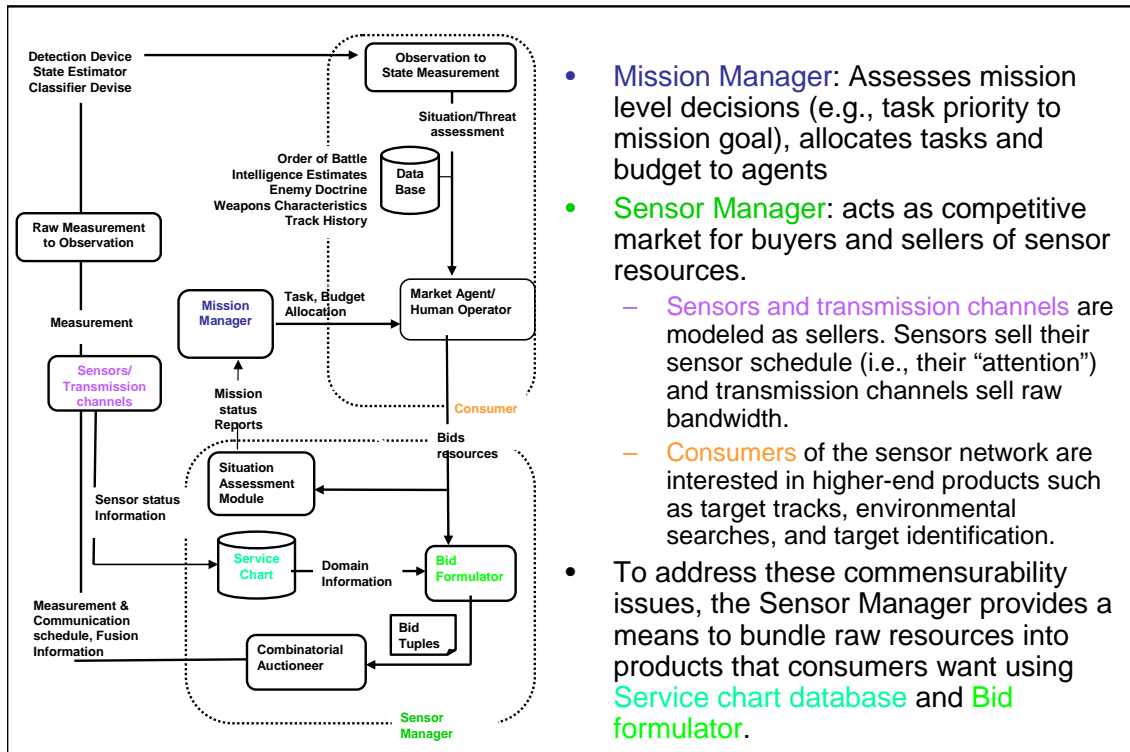 Detection Device
State Estimator
Classifier Devise
Observation to
State Measurement
Situation/Threat
assessment
Order of Battle
Intelligence Estimates
Enemy Doctrine
Weapons Characteristics
Track History
Data
Base
Raw Measurement
to Observation
Mission
Manager
Task, Budget
Allocation
Market Agent/
Human Operator
Measurement
Sensors/
Transmission
channels
Mission
status
Reports
Consumer
Bids
resources
Situation
Assessment
Module
Sensor status
Information
Service
Chart
Domain
Information
Bid
Formulator
Measurement &
Communication
schedule, Fusion
Information
Bid
Tuples
Combinatorial
Auctioneer
Sensor
Manager
• Mission Manager: Assesses mission
level decisions (e.g., task priority to
mission goal), allocates tasks and
budget to agents
• Sensor Manager: acts as competitive
market for buyers and sellers of sensor
resources.
– Sensors and transmission channels are
modeled as sellers. Sensors sell their
sensor schedule (i.e., their “attention”)
and transmission channels sell raw
bandwidth.
– Consumers of the sensor network are
interested in higher-end products such
as target tracks, environmental
searches, and target identification.
• To address these commensurability
issues, the Sensor Manager provides a
means to bundle raw resources into
products that consumers want using
Service chart database and Bid
formulator.